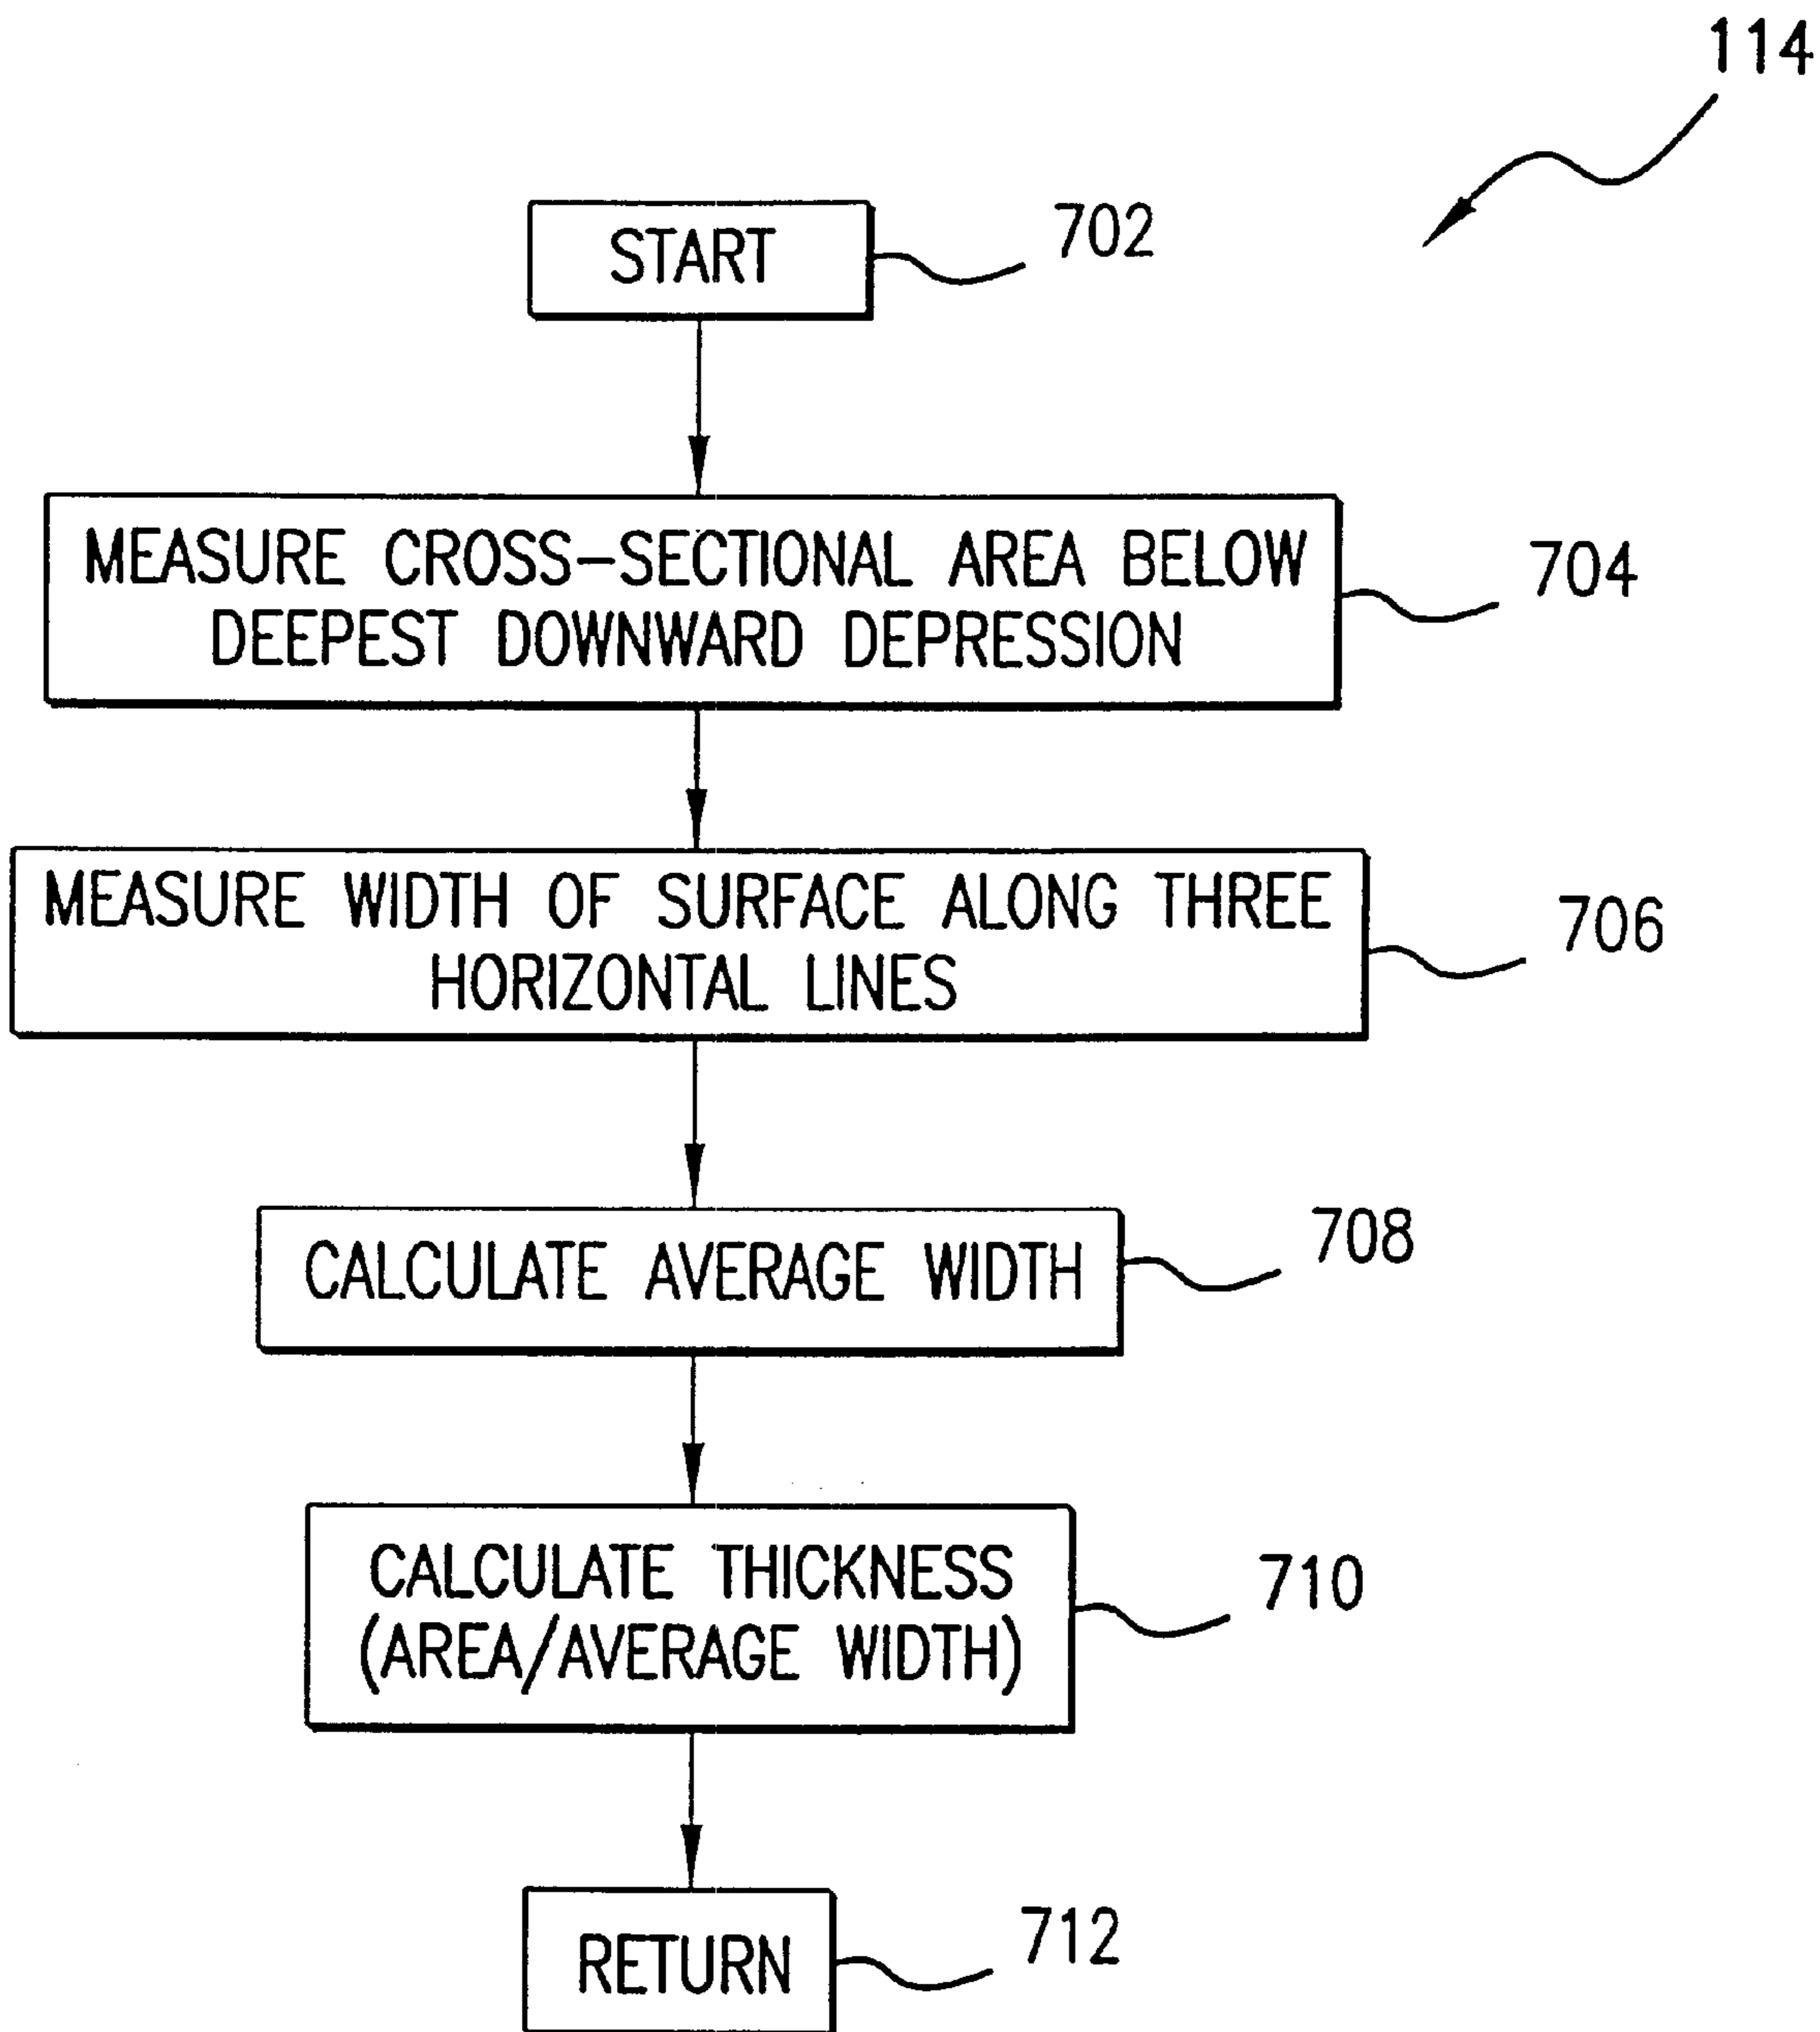 114
START
702
MEASURE CROSS-SECTIONAL AREA BELOW
DEEPEST DOWNWARD DEPRESSION
704
MEASURE WIDTH OF SURFACE ALONG THREE
HORIZONTAL LINES
706
CALCULATE AVERAGE WIDTH
708
CALCULATE THICKNESS
(AREA/AVERAGE WIDTH)
710
RETURN
712